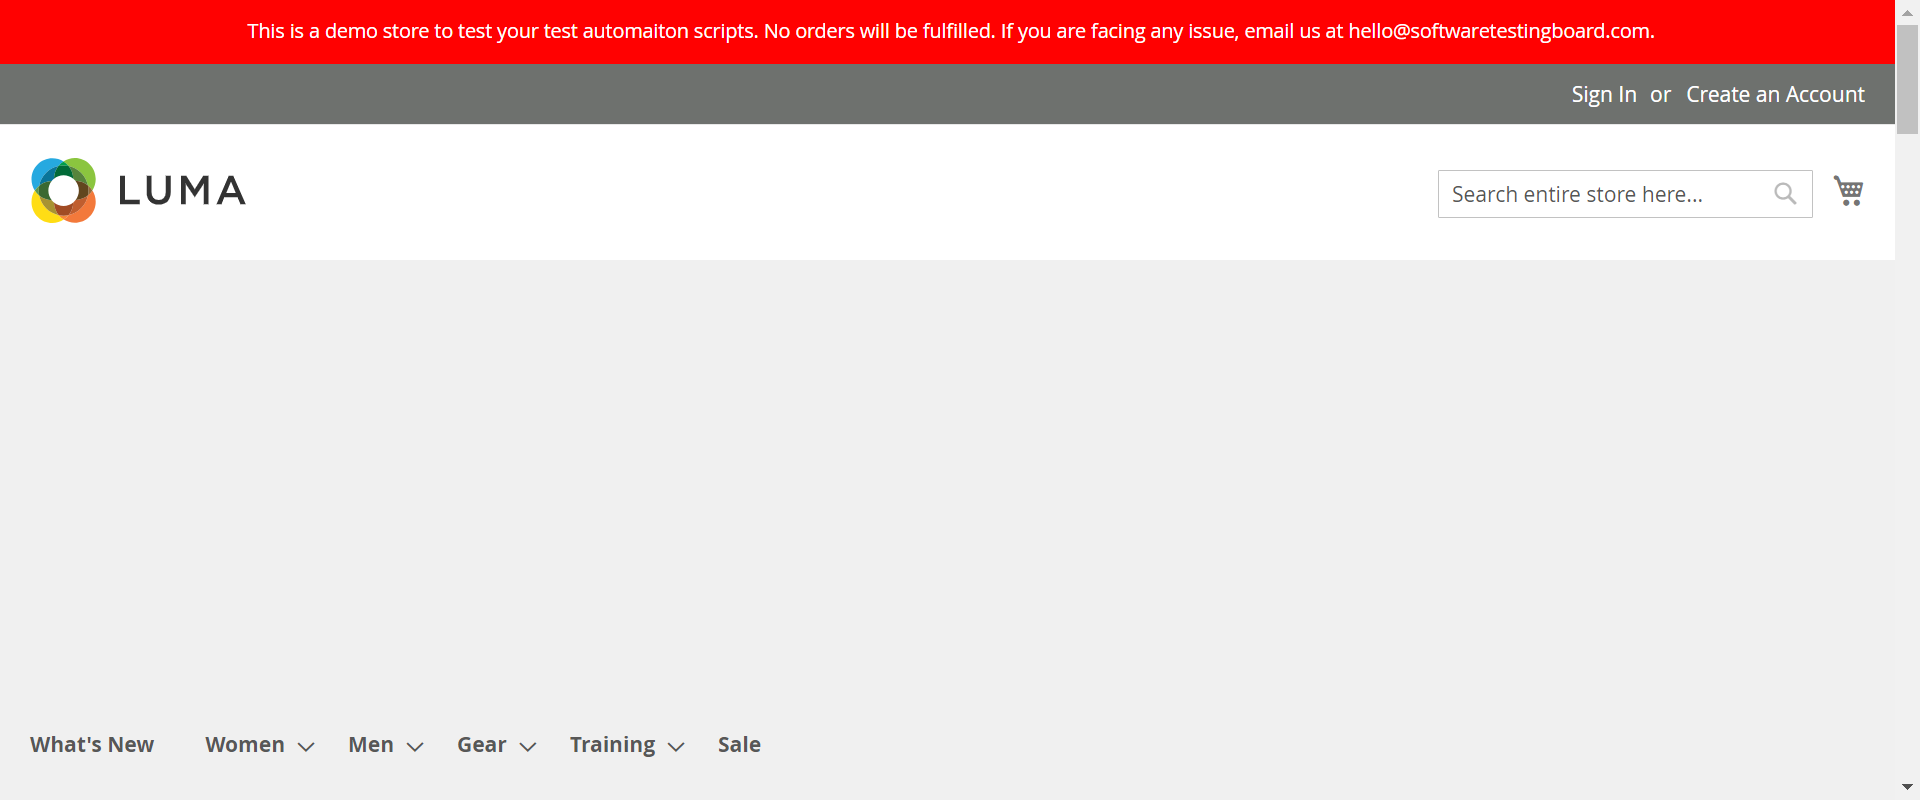 This is a demo store to test your test automaiton scripts. No orders will be fulfilled. If you are facing any issue, email us at hello@softwaretestingboard.com.
Sign In or Create an Account
LUMA
Search entire store here...
What's New Women Men Gear Training Sale